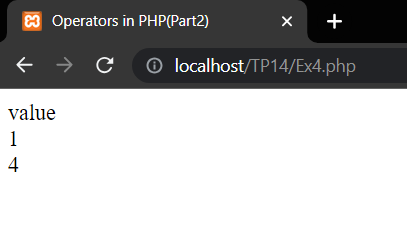 Operators in PHP(Part2)
localhost/TP14/Ex4.php
value
1
4